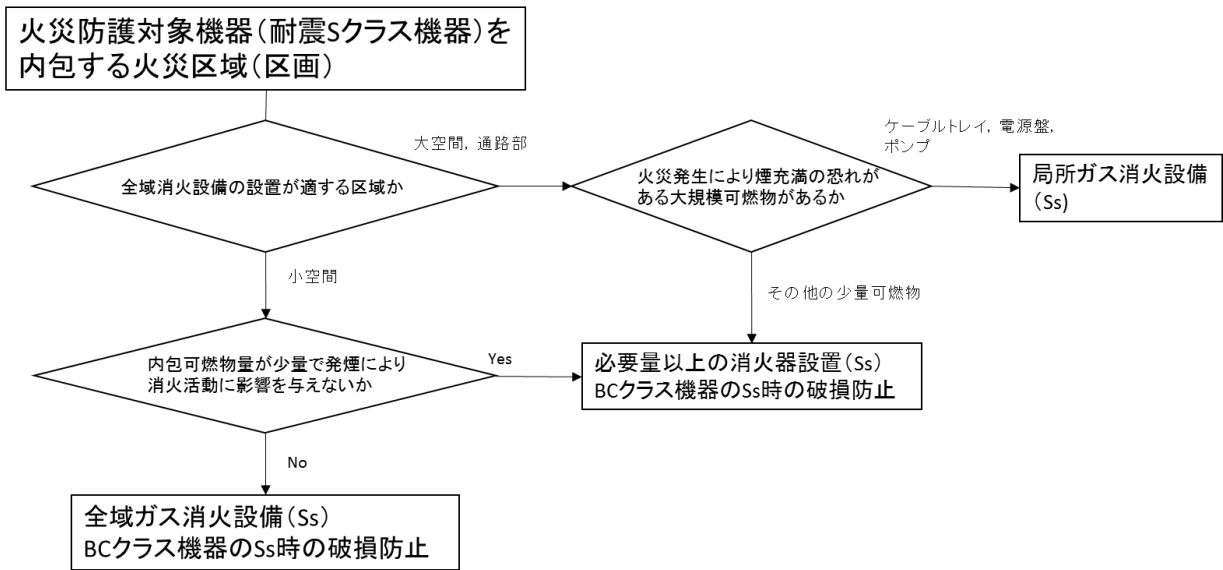 火災防護対象機器（耐震Sクラス機器）を
内包する火災区域（区画）
大空間, 通路部
ケーブルトレイ, 電源盤,
ポンプ
全域消火設備の設置が適する区域か
火災発生により煙充満の恐れが
ある大規模可燃物があるか
局所ガス消火設備
（Ss)
小空間
その他の少量可燃物
内包可燃物量が少量で発煙により
消火活動に影響を与えないか
Yes
必要量以上の消火器設置（Ss）
BCクラス機器のSs時の破損防止
No
全域ガス消火設備（Ss）
BCクラス機器のSs時の破損防止